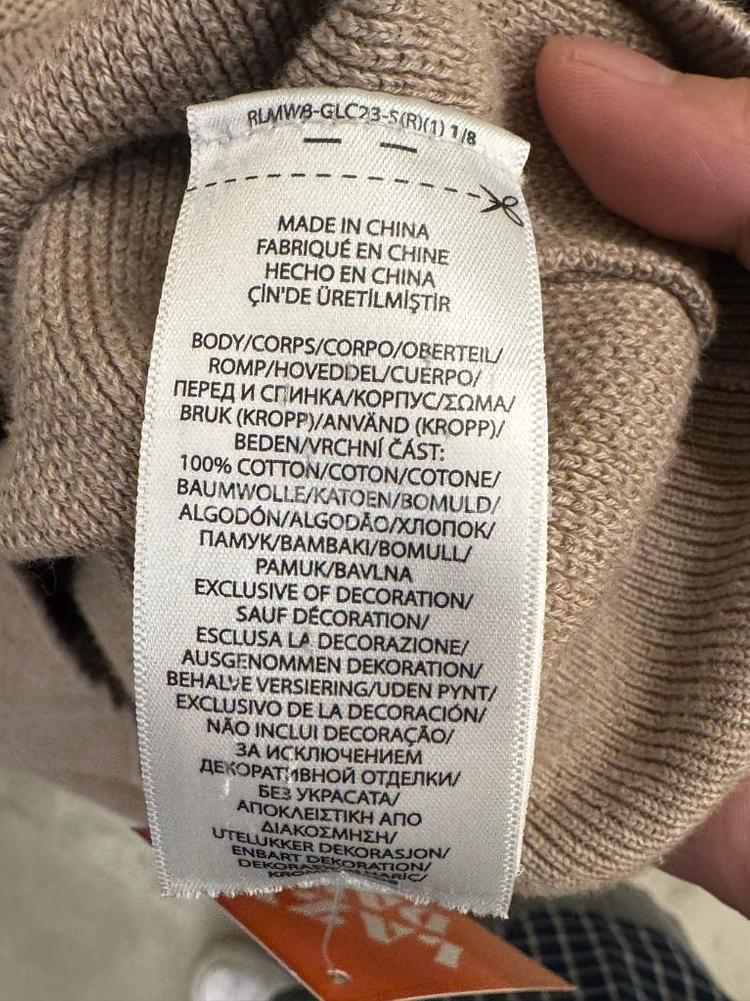 RLMW8-GLC23-S(R)(1) 1/8
MADE IN CHINA
FABRIQUÉ EN CHINE
HECHO EN CHINA
ÇİN'DE ÜRETİLMİŞTİR
BODY/CORPS/CORPO/OBERTEIL/
ROMP/HOVEDDEL/CUERPO/
ПЕРЕД И СПИНКА/КОРПУС/ΣΩΜΑ/
BRUK (KROPP)/ANVÄND (KROPP)/
BEDEN/VRCHNÍ ČÁST:
100% COTTON/COTON/COTONE/
BAUMWOLLE/KATOEN/BOMULD/
ALGODÓN/ALGODÃO/ХЛОПОК/
ПАМУК/ΒΑΜΒΑΚΙ/BOMULL/
PAMUK/BAVLNA
EXCLUSIVE OF DECORATION/
SAUF DÉCORATION/
ESCLUSA LA DECORAZIONE/
AUSGENOMMEN DEKORATION/
BEHALVE VERSIERING/UDEN PYNT/
EXCLUSIVO DE LA DECORACIÓN/
NÃO INCLUI DECORAÇÃO/
ЗА ИСКЛЮЧЕНИЕМ
ДЕКОРАТИВНОЙ ОТДЕЛКИ/
БЕЗ УКРАСАТА/
ΑΠΟΚΛΕΙΣΤΙΚΗ ΑΠΟ
ΔΙΑΚΟΣΜΗΣΗ/
UTELUKKER DEKORASJON/
ENBART DEKORATION/